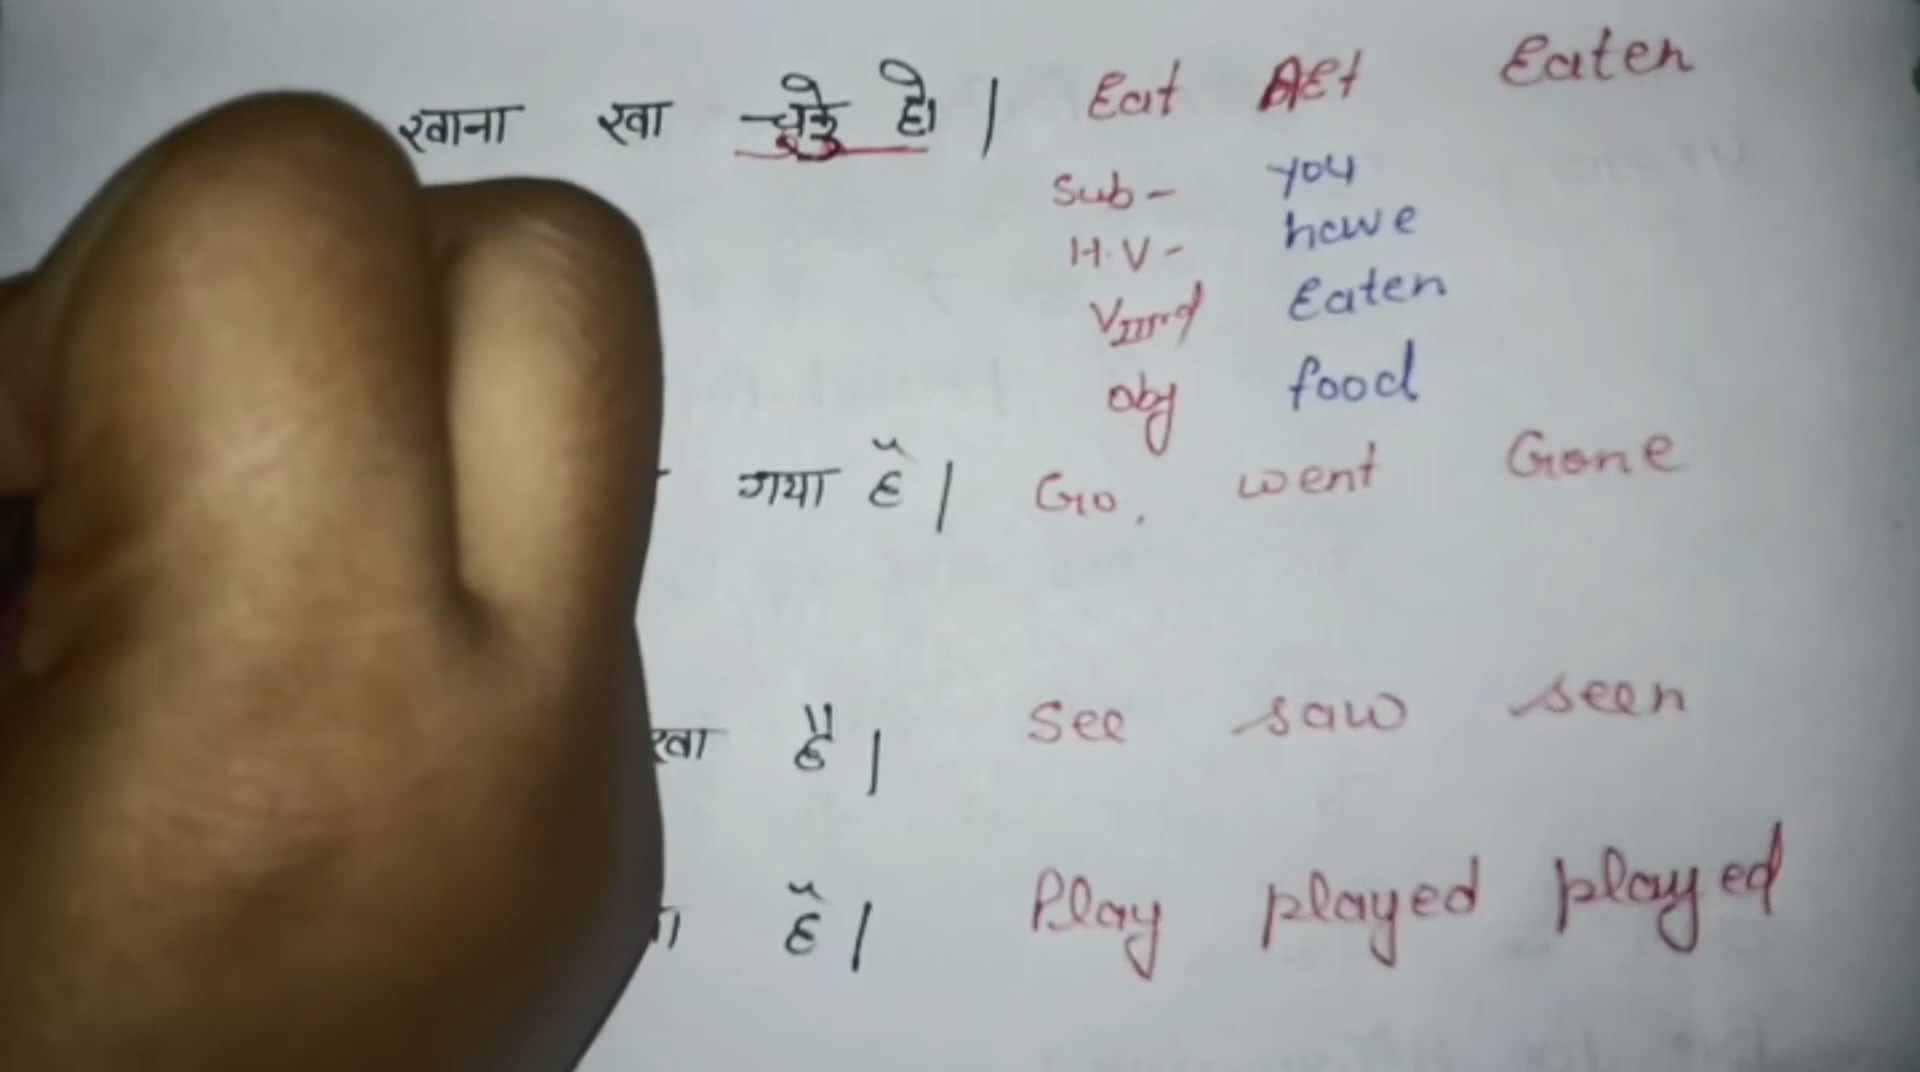 खाना खा चुके हो। Eat AEt Eaten
Sub- you
H.V- have
VIIIrd Eaten
obj food
गया है। Go. went Gone
है। See saw seen
है। Play played played